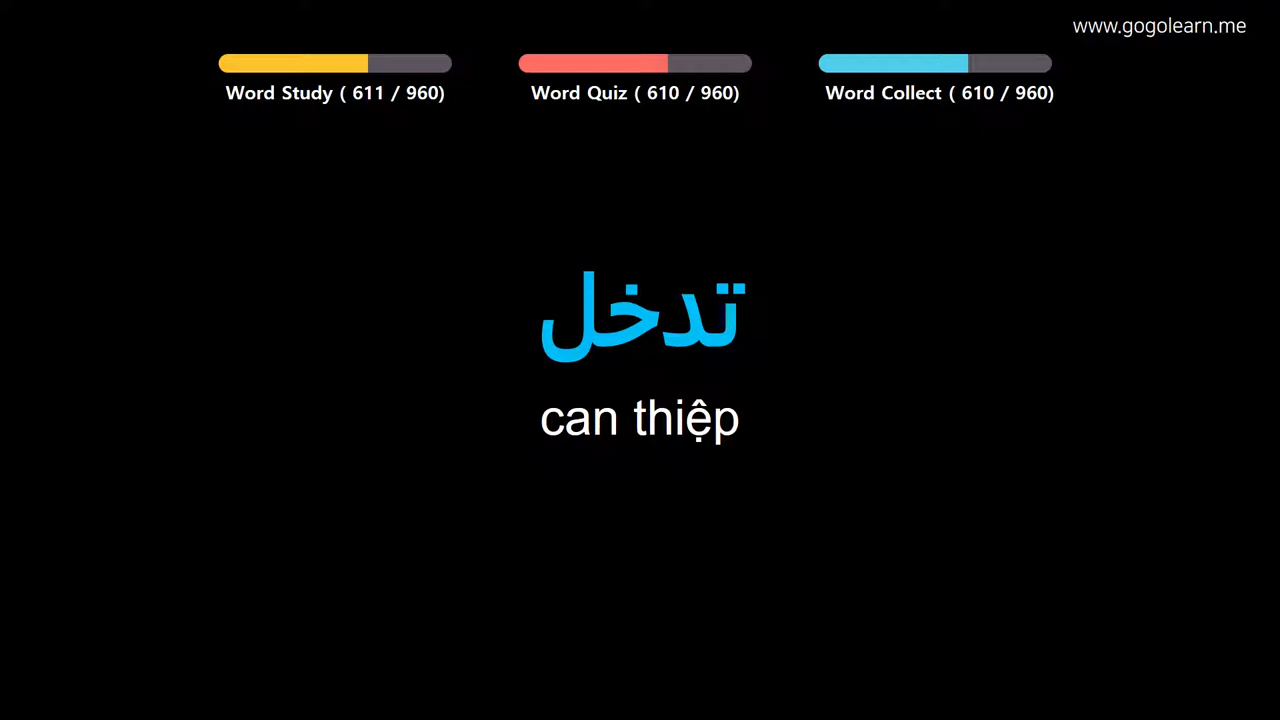 www.gogolearn.me
Word Study ( 611 / 960)
Word Quiz ( 610 / 960)
Word Collect ( 610 / 960)
تدخل
can thiệp